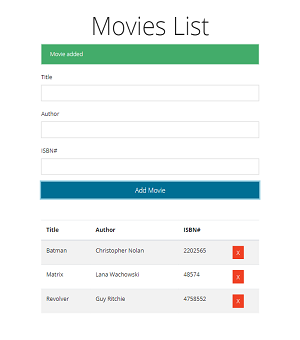 Movies List
Movie added
Title
Author
ISBN#
Add Movie
Title Author ISBN#
Batman Christopher Nolan 2202565 X
Matrix Lana Wachowski 48574 X
Revolver Guy Ritchie 4758552 X